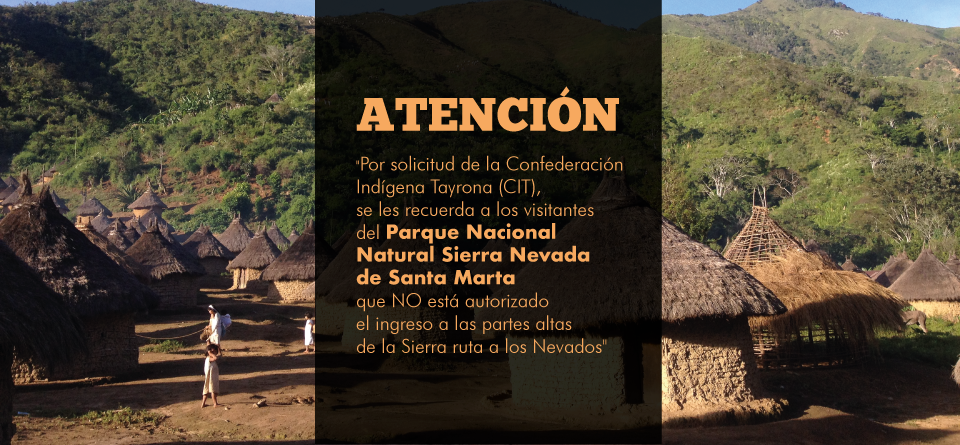 ATENCIÓN
"Por solicitud de la Confederación
Indígena Tayrona (CIT),
se les recuerda a los visitantes
del Parque Nacional
Natural Sierra Nevada
de Santa Marta
que NO está autorizado
el ingreso a las partes altas
de la Sierra ruta a los Nevados"